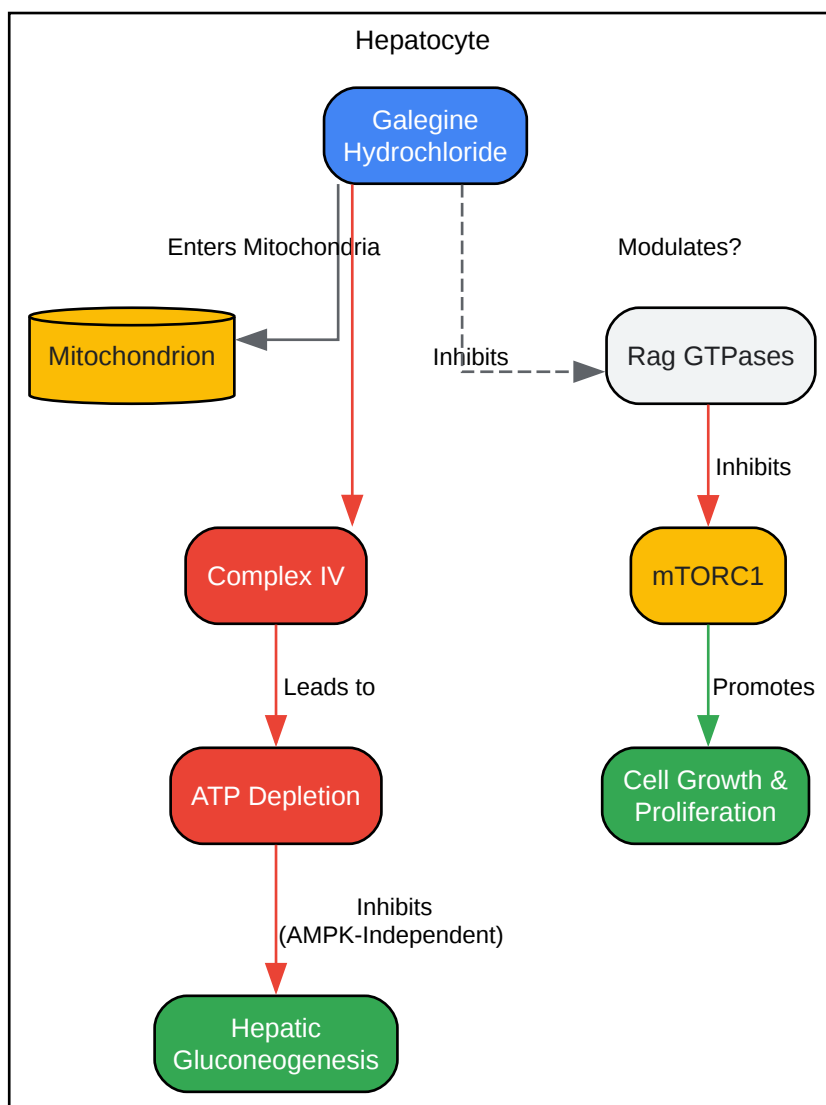 Hepatocyte
Galegine
Hydrochloride
Enters Mitochondria
Modulates?
Mitochondrion
Inhibits
Rag GTPases
Inhibits
Complex IV
mTORC1
Leads to
Promotes
ATP Depletion
Cell Growth &
Proliferation
Inhibits
(AMPK-Independent)
Hepatic
Gluconeogenesis